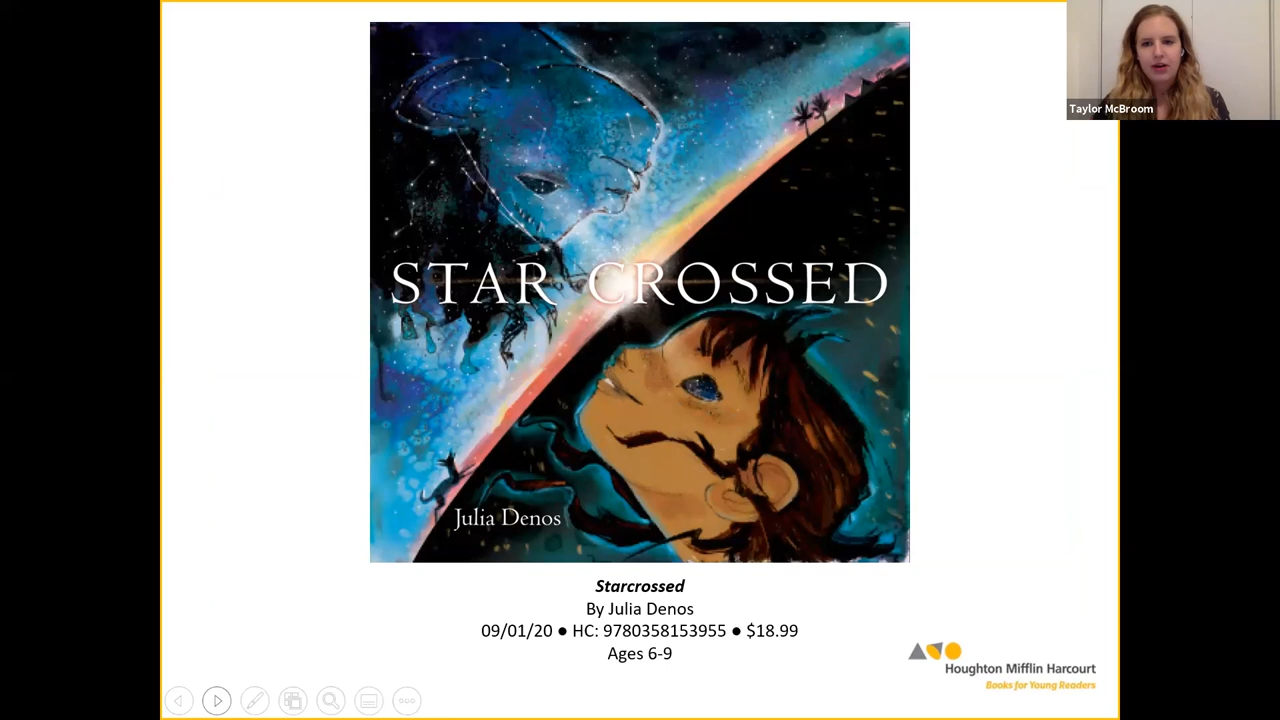 Taylor McBroom
STAR CROSSED
Julia Denos
Starcrossed
By Julia Denos
09/01/20 ● HC: 9780358153955 ● $18.99
Ages 6-9
Houghton Mifflin Harcourt
Books for Young Readers